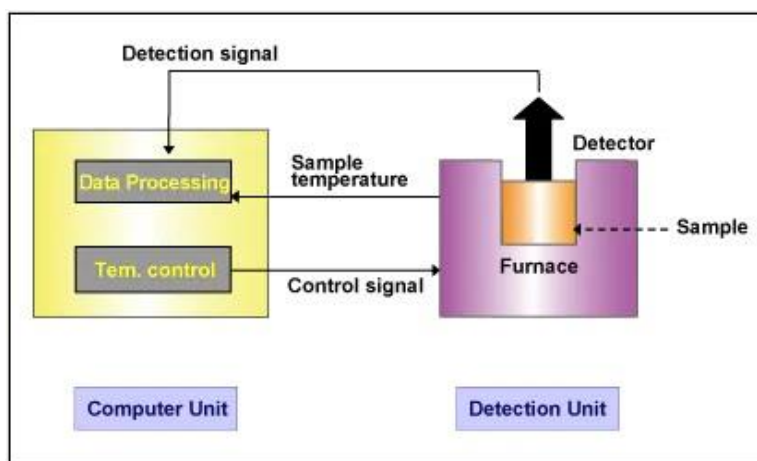 Detection signal
Detector
Data Processing
Sample
temperature
Sample
Furnace
Tem. control
Control signal
Computer Unit
Detection Unit